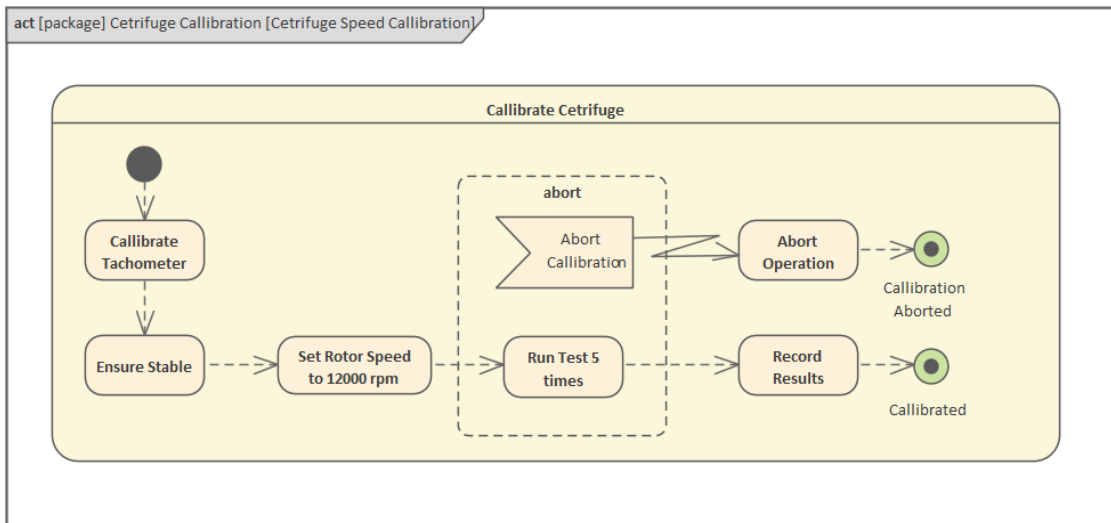 act [package] Cetrifuge Callibration [Cetrifuge Speed Callibration]
Callibrate Cetrifuge
abort
Callibrate
Tachometer
Abort
Callibration
Abort
Operation
Callibration
Aborted
Ensure Stable
Set Rotor Speed
to 12000 rpm
Run Test 5
times
Record
Results
Callibrated